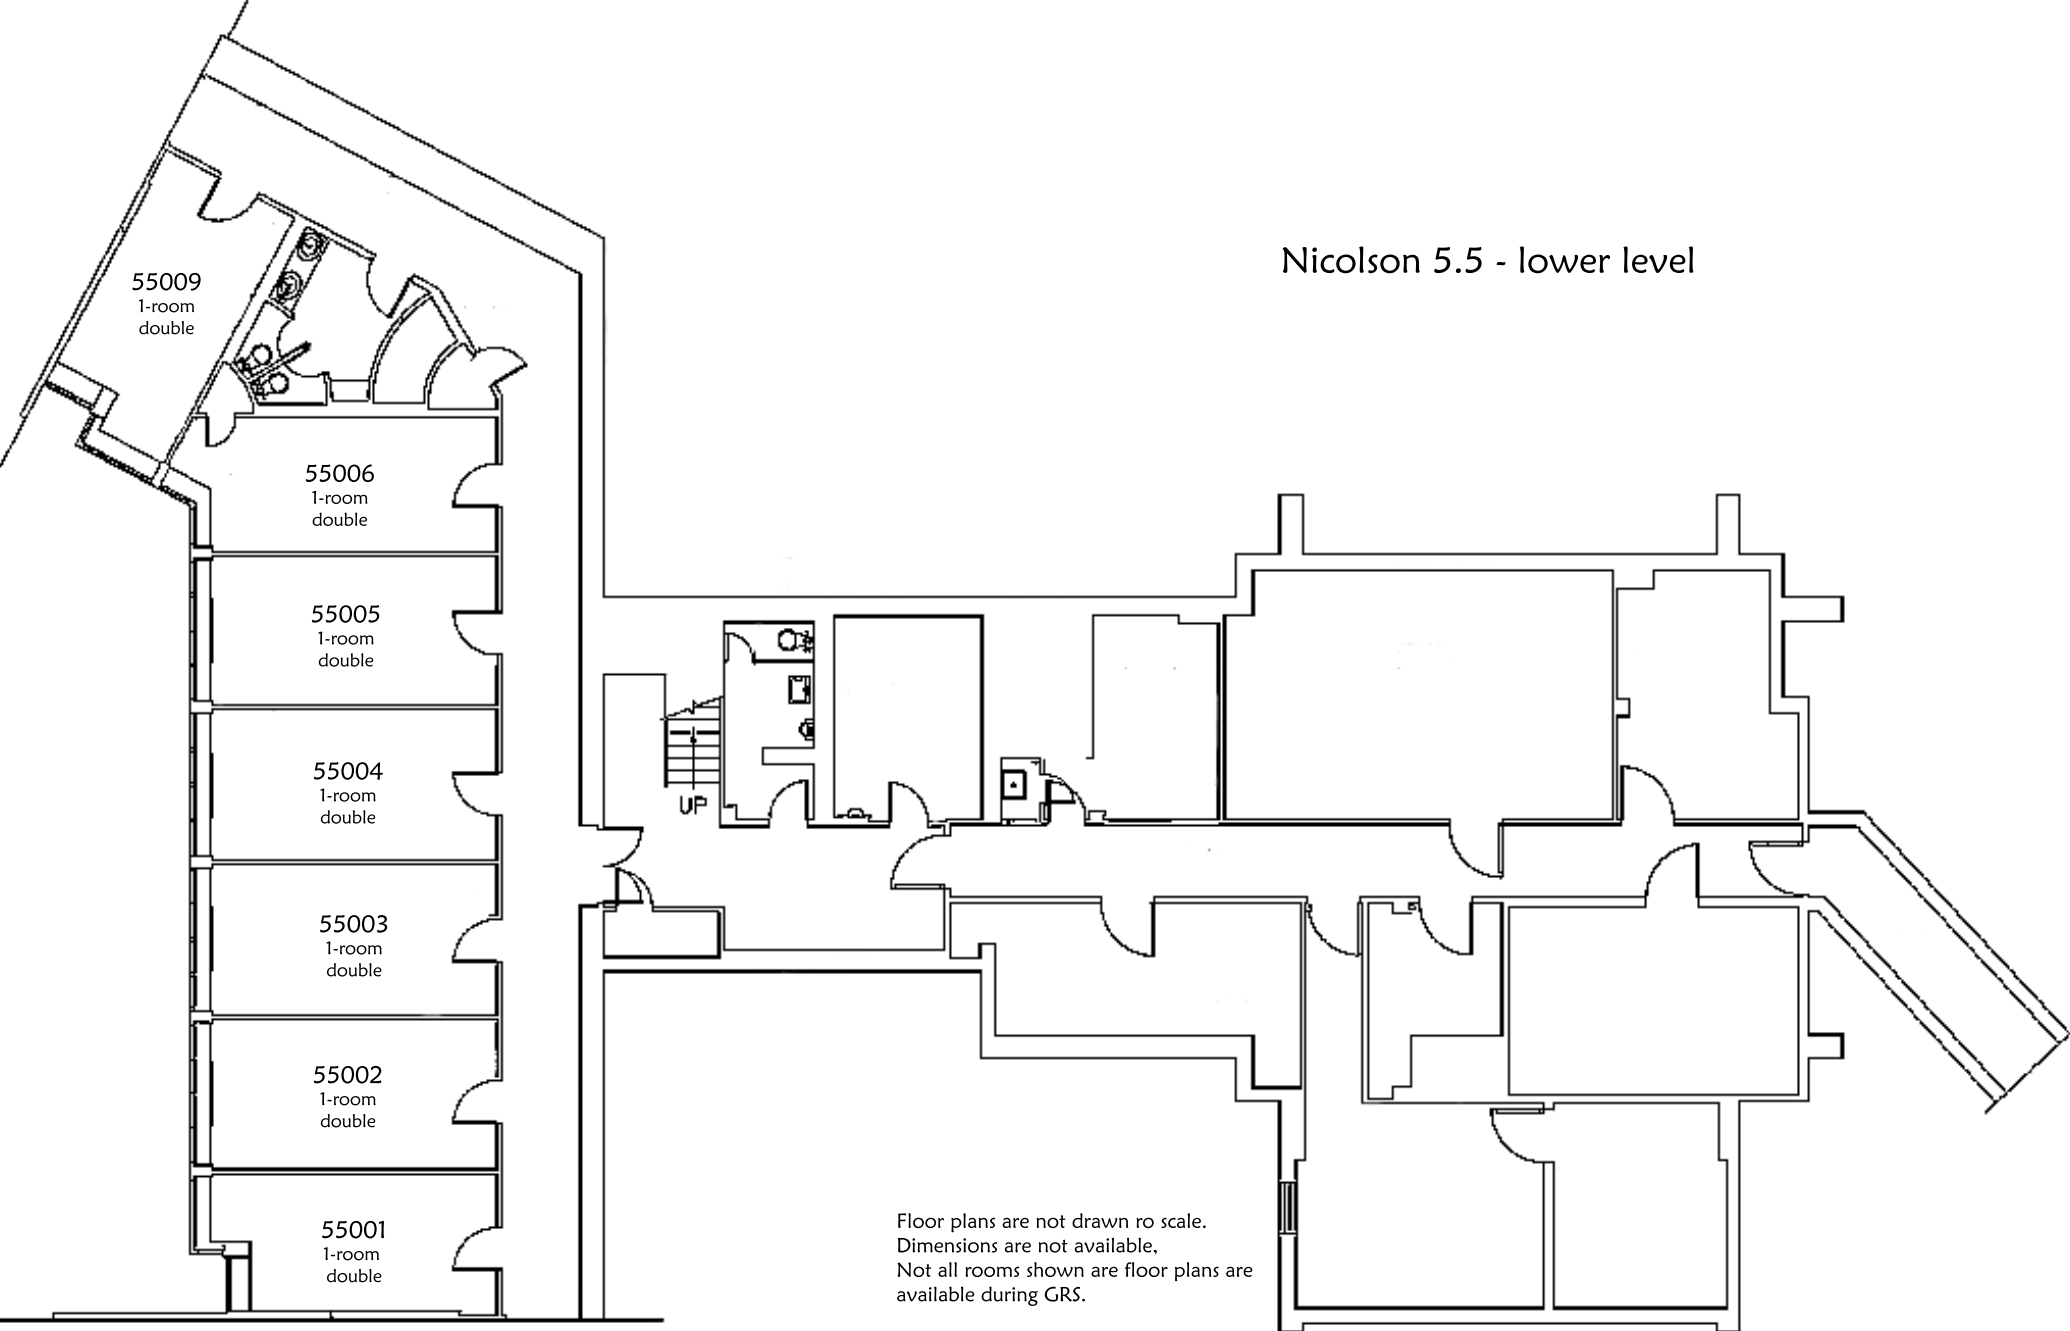 Nicolson 5.5 - lower level
55009
1-room
double
55006
1-room
double
55005
1-room
double
55004
1-room
double
UP
55003
1-room
double
55002
1-room
double
55001
1-room
double
Floor plans are not drawn ro scale.
Dimensions are not available,
Not all rooms shown are floor plans are
available during GRS.